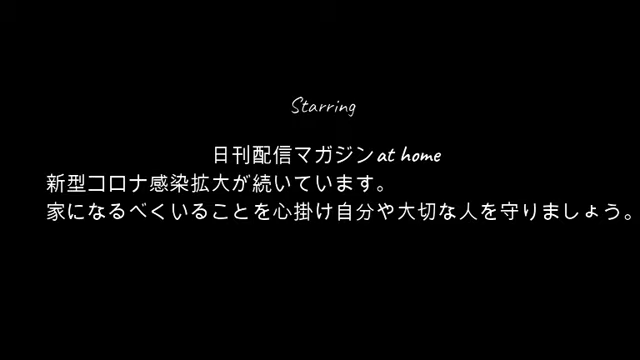 Starring
日刊配信マガジンat home
新型コロナ感染拡大が続いています。
家になるべくいることを心掛け自分や大切な人を守りましょう。